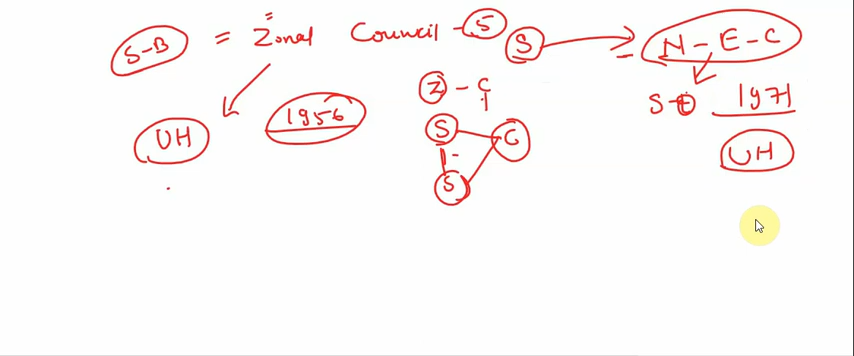 S-B = Zonal Council - 5 S → N-E-C
Z - C
S - 1971
UH 1956 S C
UH
S